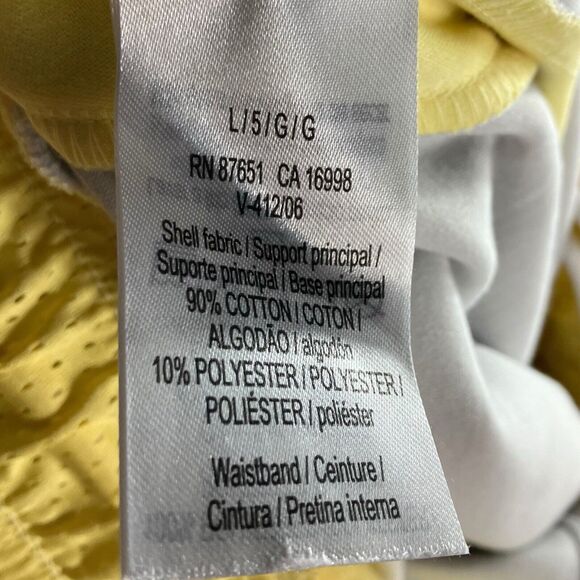 L/5/G/G
RN 87651 CA 16998
V-412/06
Shell fabric / Support principal /
Suporte principal / Base principal
90% COTTON / COTON /
ALGODÃO / algodón
10% POLYESTER / POLYESTER /
POLIÉSTER / poliéster
Waistband / Ceinture /
Cintura / Pretina interna